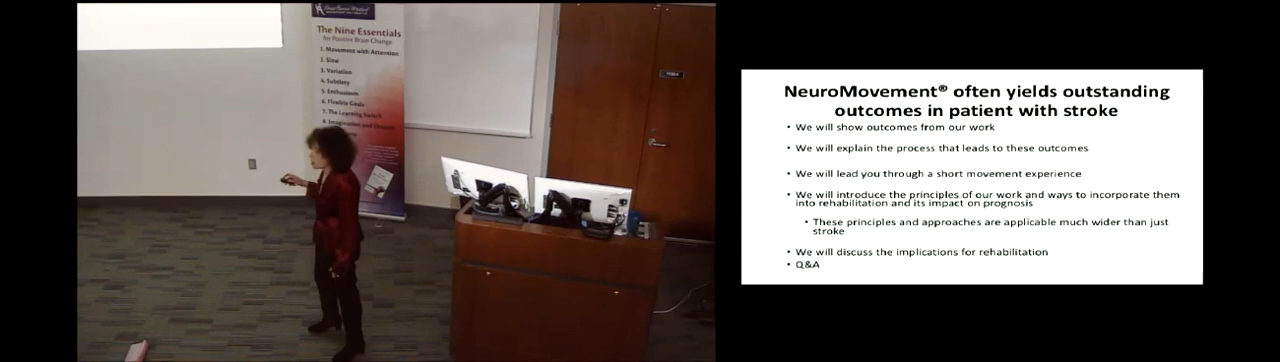 The Nine Essentials
for Positive Brain Change
1. Movement with Attention
2. Slow
3. Variation
4. Subtlety
5. Enthusiasm
6. Flexible Goals
7. The Learning Switch
8. Imagination and Dreams
NeuroMovement® often yields outstanding
outcomes in patient with stroke
• We will show outcomes from our work
• We will explain the process that leads to these outcomes
• We will lead you through a short movement experience
• We will introduce the principles of our work and ways to incorporate them
into rehabilitation and its impact on prognosis
• These principles and approaches are applicable much wider than just
stroke
• We will discuss the implications for rehabilitation
• Q&A